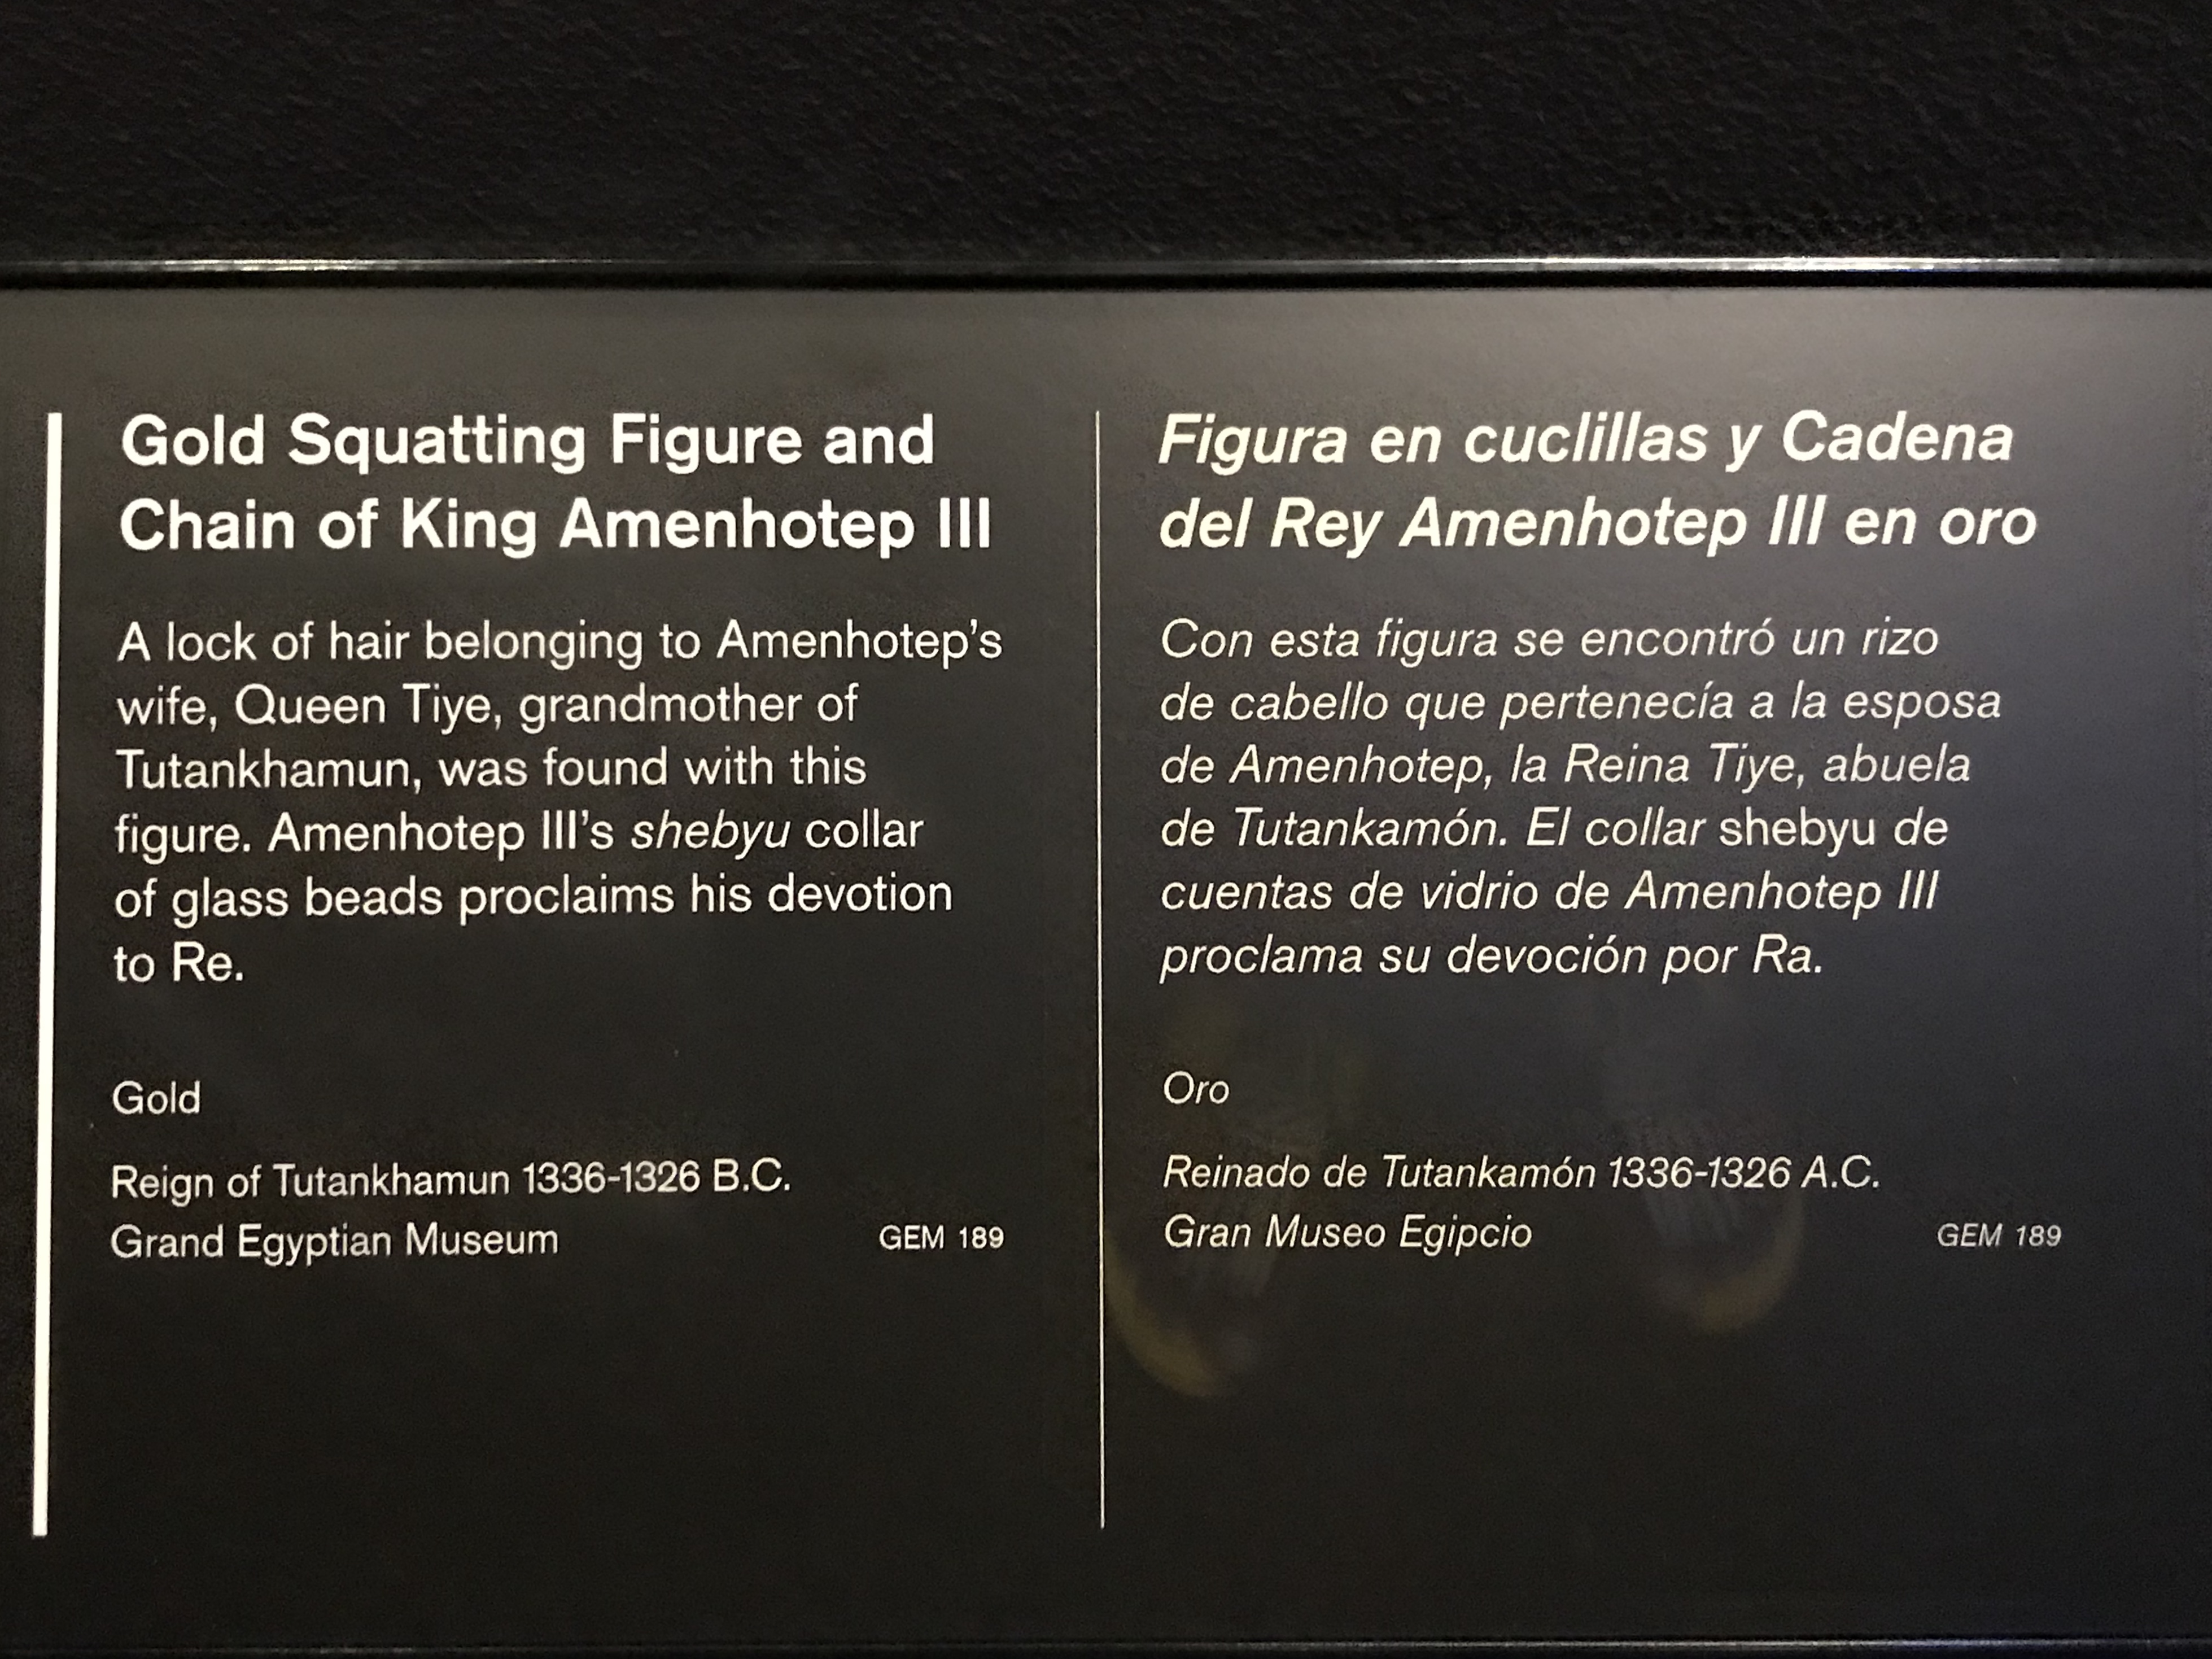 Gold Squatting Figure and
Chain of King Amenhotep III
A lock of hair belonging to Amenhotep's
wife, Queen Tiye, grandmother of
Tutankhamun, was found with this
figure. Amenhotep III's shebyu collar
of glass beads proclaims his devotion
to Re.
Gold
Reign of Tutankhamun 1336-1326 B.C.
Grand Egyptian Museum GEM 189
Figura en cuclillas y Cadena
del Rey Amenhotep III en oro
Con esta figura se encontró un rizo
de cabello que pertenecía a la esposa
de Amenhotep, la Reina Tiye, abuela
de Tutankamón. El collar shebyu de
cuentas de vidrio de Amenhotep III
proclama su devoción por Ra.
Oro
Reinado de Tutankamón 1336-1326 A.C.
Gran Museo Egipcio GEM 189